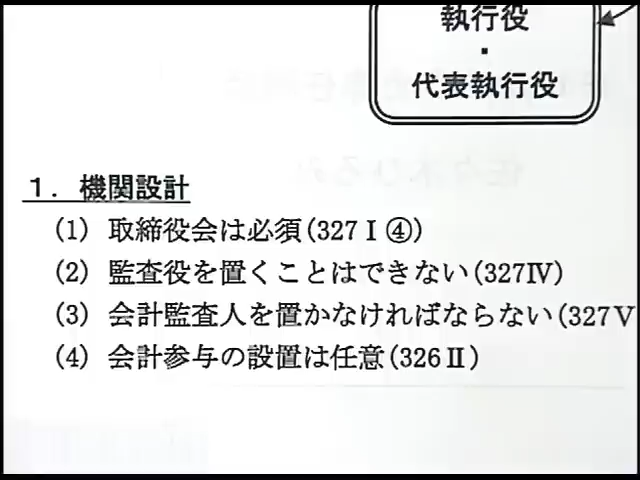 執行役
・
代表執行役
1．機関設計
(1) 取締役会は必須(327Ⅰ④)
(2) 監査役を置くことはできない(327Ⅳ)
(3) 会計監査人を置かなければならない(327Ⅴ
(4) 会計参与の設置は任意(326Ⅱ)